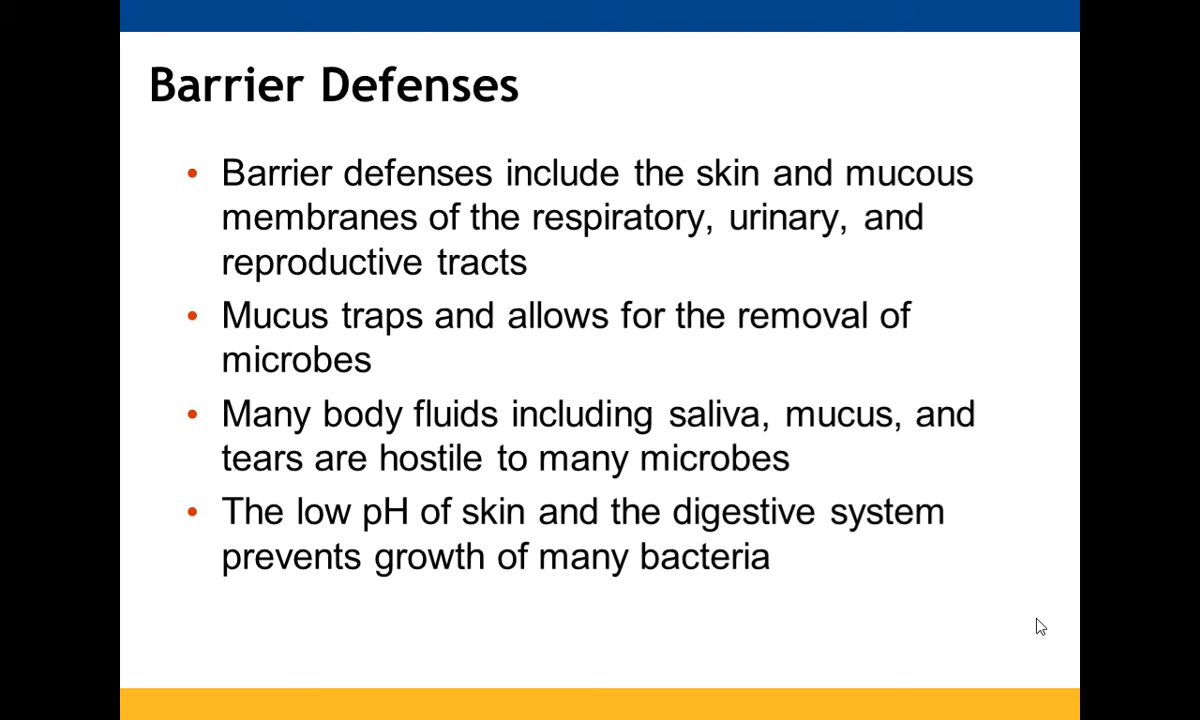 Barrier Defenses
• Barrier defenses include the skin and mucous
membranes of the respiratory, urinary, and
reproductive tracts
• Mucus traps and allows for the removal of
microbes
• Many body fluids including saliva, mucus, and
tears are hostile to many microbes
• The low pH of skin and the digestive system
prevents growth of many bacteria